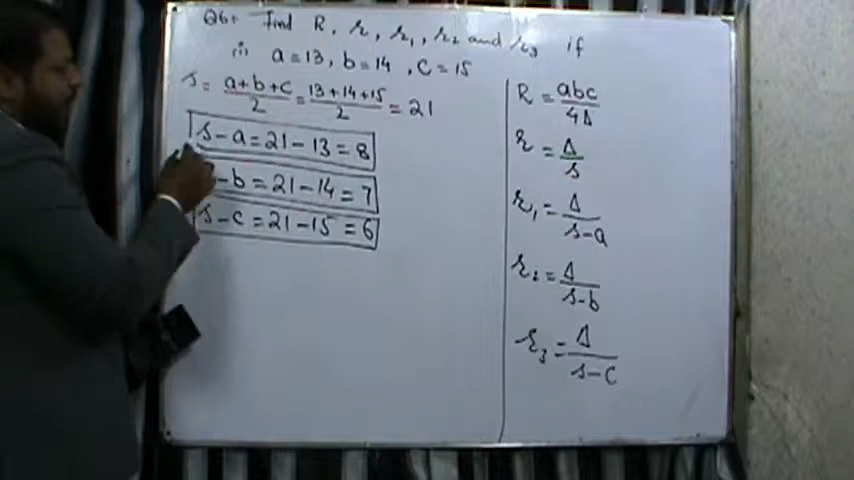 Q6: Find R, r, r₁, r₂ and r₃ if
(i) a = 13, b = 14, c = 15
s = a+b+c / 2 = 13+14+15 / 2 = 21
s-a = 21-13 = 8
-b = 21-14 = 7
s-c = 21-15 = 6
R = abc / 4Δ
r = Δ / s
r₁ = Δ / s-a
r₂ = Δ / s-b
r₃ = Δ / s-c